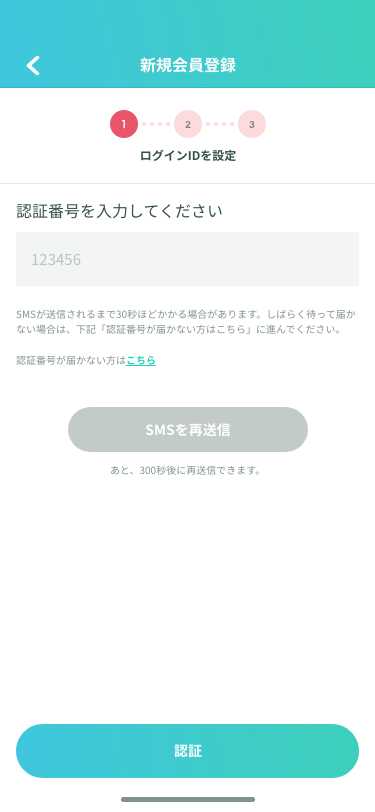 新規会員登録
1
2
3
ログインIDを設定
認証番号を入力してください
123456
SMSが送信されるまで30秒ほどかかる場合があります。しばらく待って届か
ない場合は、下記「認証番号が届かない方はこちら」に進んでください。
認証番号が届かない方はこちら
SMSを再送信
あと、300秒後に再送信できます。
認証